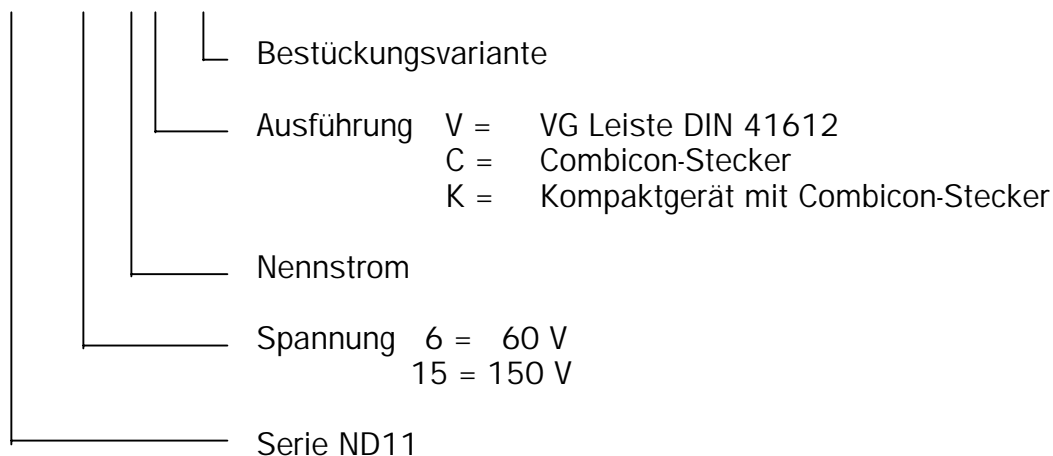 Bestückungsvariante
Ausführung V = VG Leiste DIN 41612
C = Combicon-Stecker
K = Kompaktgerät mit Combicon-Stecker
Nennstrom
Spannung 6 = 60 V
15 = 150 V
Serie ND11